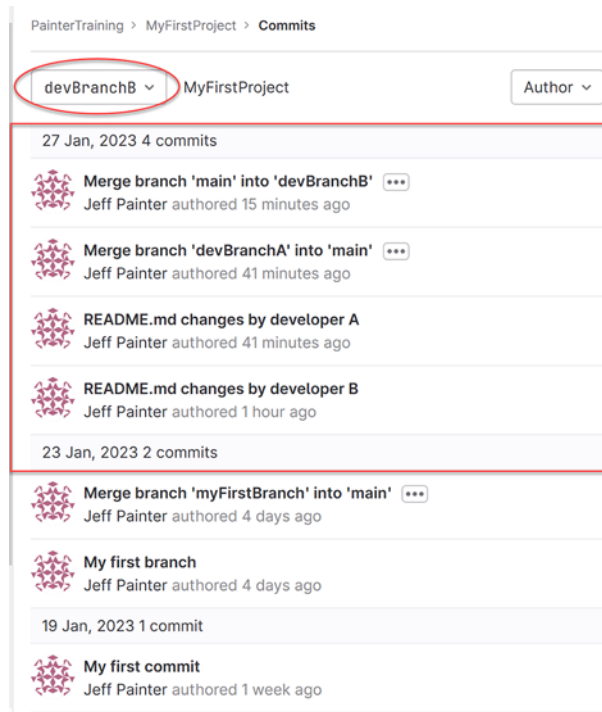 PainterTraining > MyFirstProject > Commits
devBranchB MyFirstProject Author
27 Jan, 2023 4 commits
Merge branch 'main' into 'devBranchB'
Jeff Painter authored 15 minutes ago
Merge branch 'devBranchA' into 'main'
Jeff Painter authored 41 minutes ago
README.md changes by developer A
Jeff Painter authored 41 minutes ago
README.md changes by developer B
Jeff Painter authored 1 hour ago
23 Jan, 2023 2 commits
Merge branch 'myFirstBranch' into 'main'
Jeff Painter authored 4 days ago
My first branch
Jeff Painter authored 4 days ago
19 Jan, 2023 1 commit
My first commit
Jeff Painter authored 1 week ago